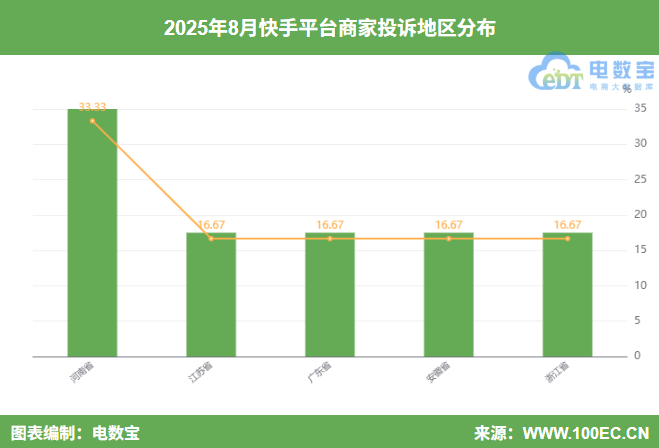 2025年8月快手平台商家投诉地区分布
eDT 电数宝
电商大数据库
%
35
30
25
20
15
10
5
0
33.33
16.67
16.67
16.67
16.67
河南省
江苏省
广东省
安徽省
浙江省
图表编制：电数宝
来源：WWW.100EC.CN